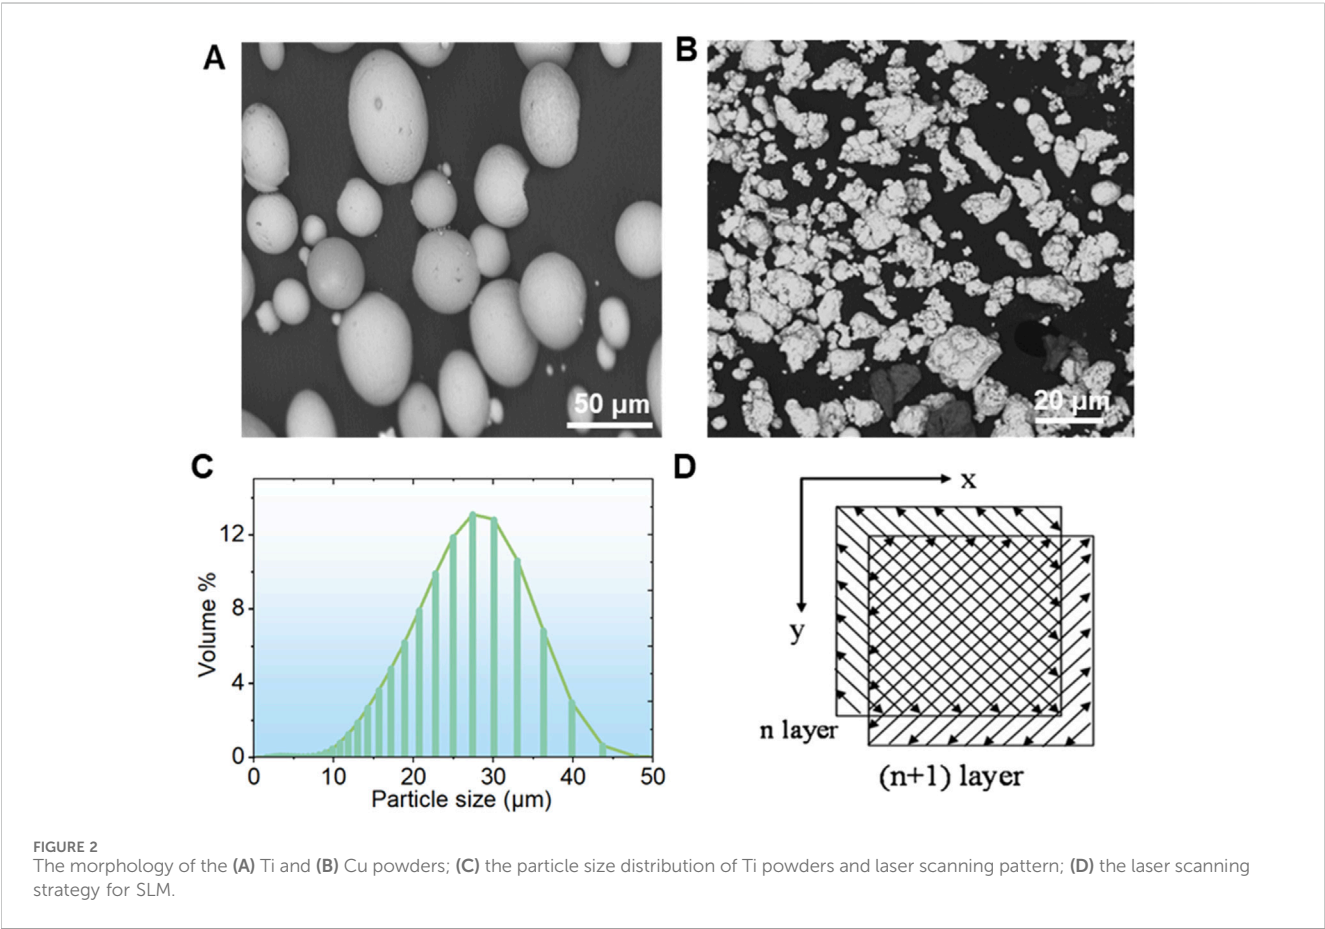 A
B
50 µm
20 µm
C
D
12
8
4
0
Volume %
0 10 20 30 40 50
Particle size (µm)
x
y
n layer
(n+1) layer
FIGURE 2
The morphology of the (A) Ti and (B) Cu powders; (C) the particle size distribution of Ti powders and laser scanning pattern; (D) the laser scanning
strategy for SLM.